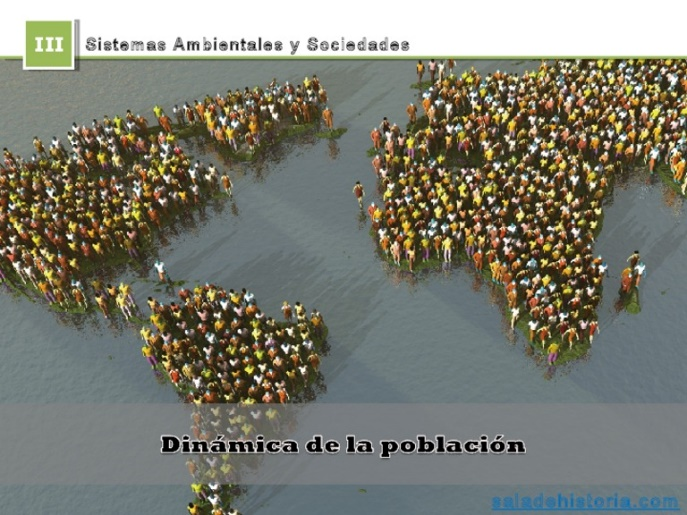 III
Sistemas Ambientales y Sociedades
Dinámica de la población
saladehistoria.com